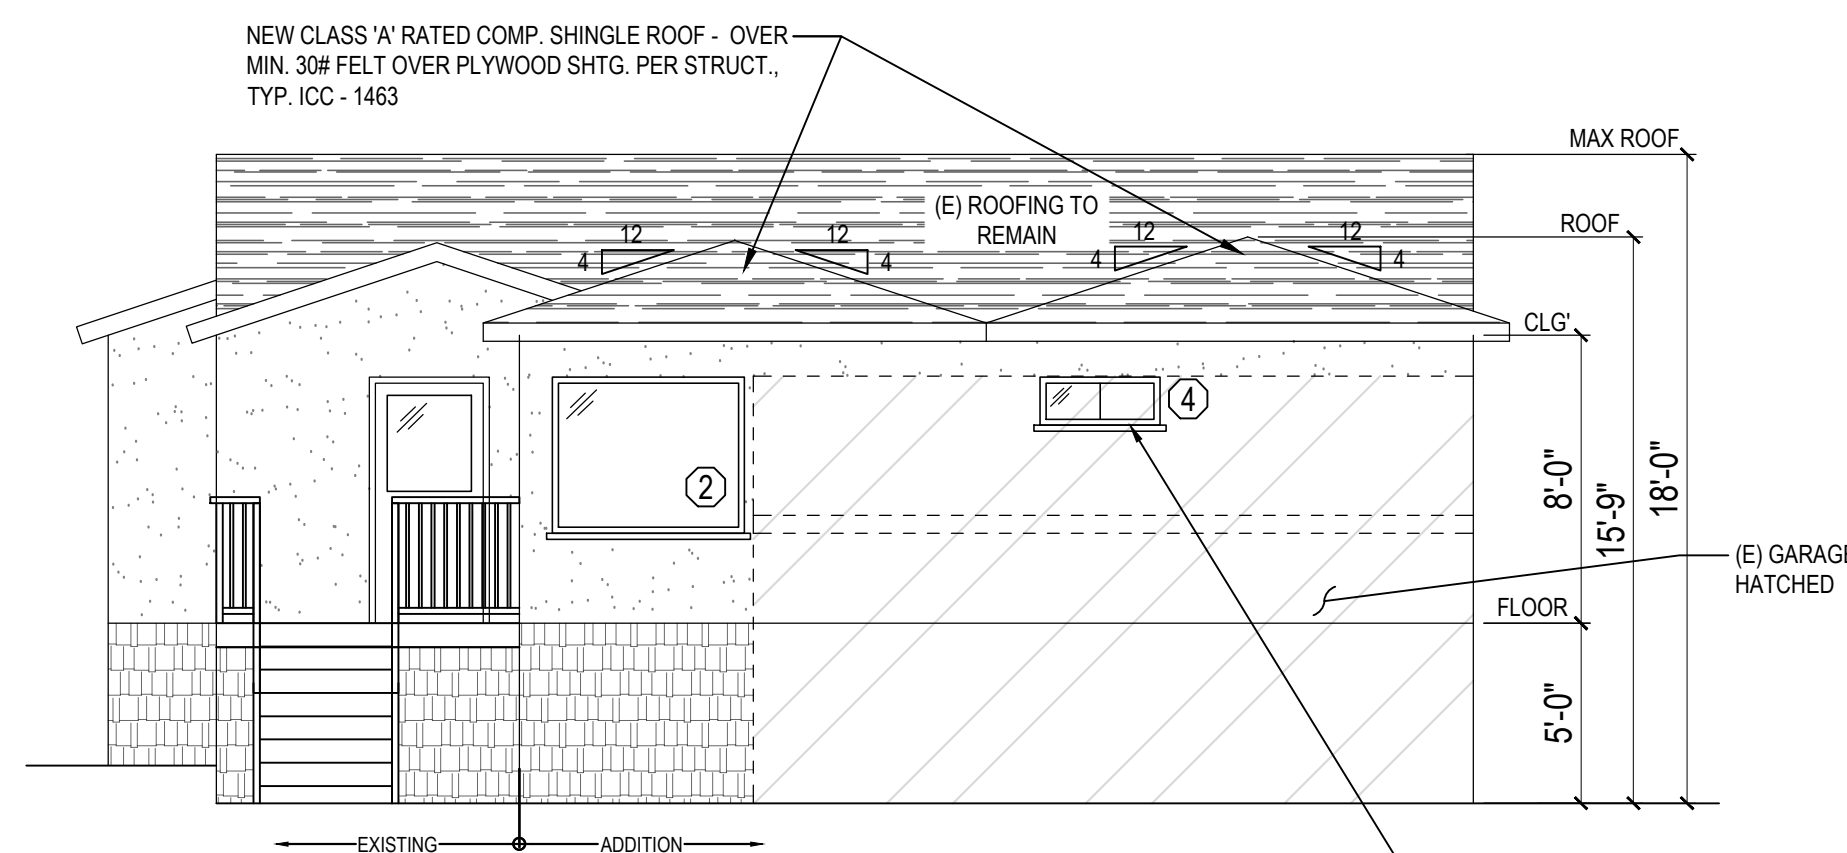 NEW CLASS 'A' RATED COMP. SHINGLE ROOF - OVER
MIN. 30# FELT OVER PLYWOOD SHTG. PER STRUCT.,
TYP. ICC - 1463
MAX ROOF
(E) ROOFING TO
REMAIN
ROOF
12
4
12
4
12
4
12
4
CLG'
4
2
8'-0"
15'-9"
18'-0"
(E) GARAGE
HATCHED
FLOOR
5'-0"
EXISTING
ADDITION